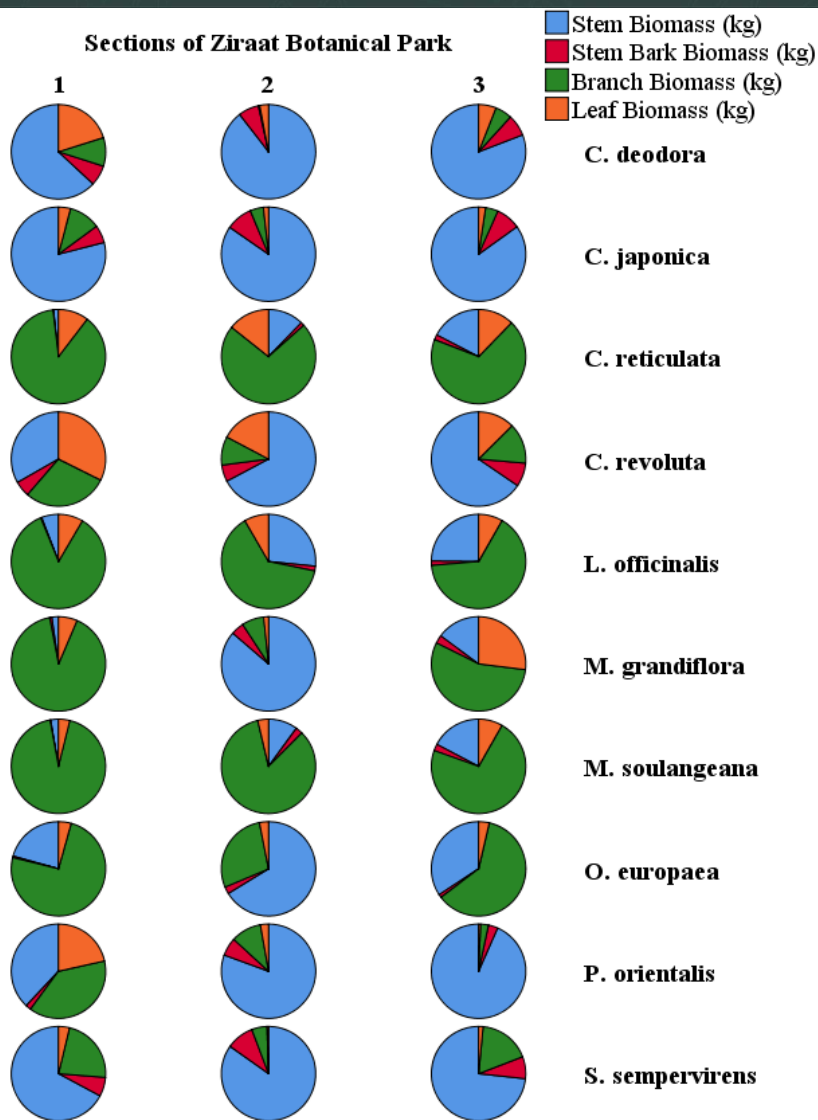 Sections of Ziraat Botanical Park
Stem Biomass (kg)
Stem Bark Biomass (kg)
Branch Biomass (kg)
Leaf Biomass (kg)
1 2 3
C. deodora
C. japonica
C. reticulata
C. revoluta
L. officinalis
M. grandiflora
M. soulangeana
O. europaea
P. orientalis
S. sempervirens